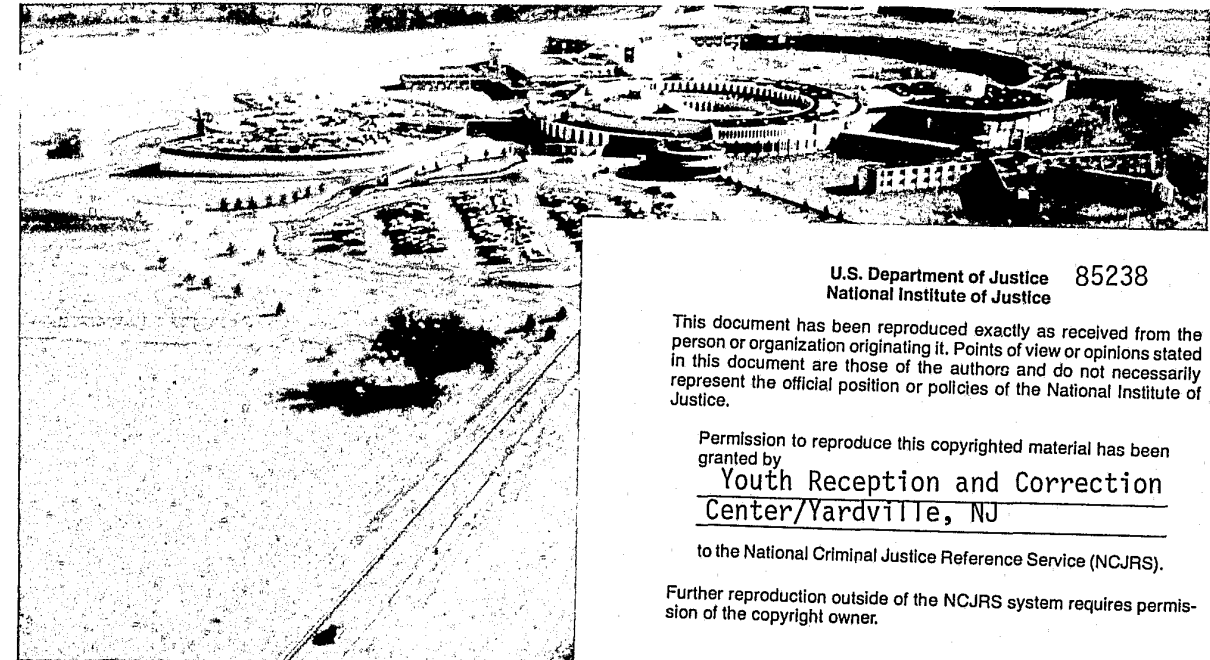 U.S. Department of Justice 85238
National Institute of Justice
This document has been reproduced exactly as received from the
person or organization originating it. Points of view or opinions stated
in this document are those of the authors and do not necessarily
represent the official position or policies of the National Institute of
Justice.
Permission to reproduce this copyrighted material has been
granted by
Youth Reception and Correction
Center/Yardville, NJ
to the National Criminal Justice Reference Service (NCJRS).
Further reproduction outside of the NCJRS system requires permis-
sion of the copyright owner.